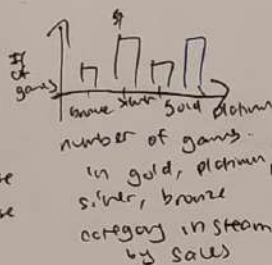 #
of
games
bronze silver gold platinum
number of games.
in gold, platinum,
silver, bronze
category in steam
by sales